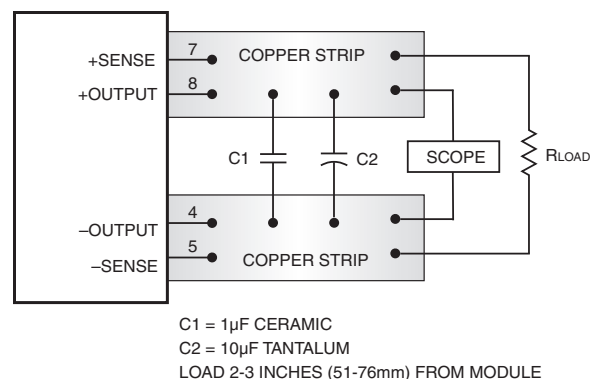 +SENSE 7 COPPER STRIP
+OUTPUT 8
C1 C2 SCOPE RLOAD
–OUTPUT 4
–SENSE 5 COPPER STRIP
C1 = 1µF CERAMIC
C2 = 10µF TANTALUM
LOAD 2-3 INCHES (51-76mm) FROM MODULE